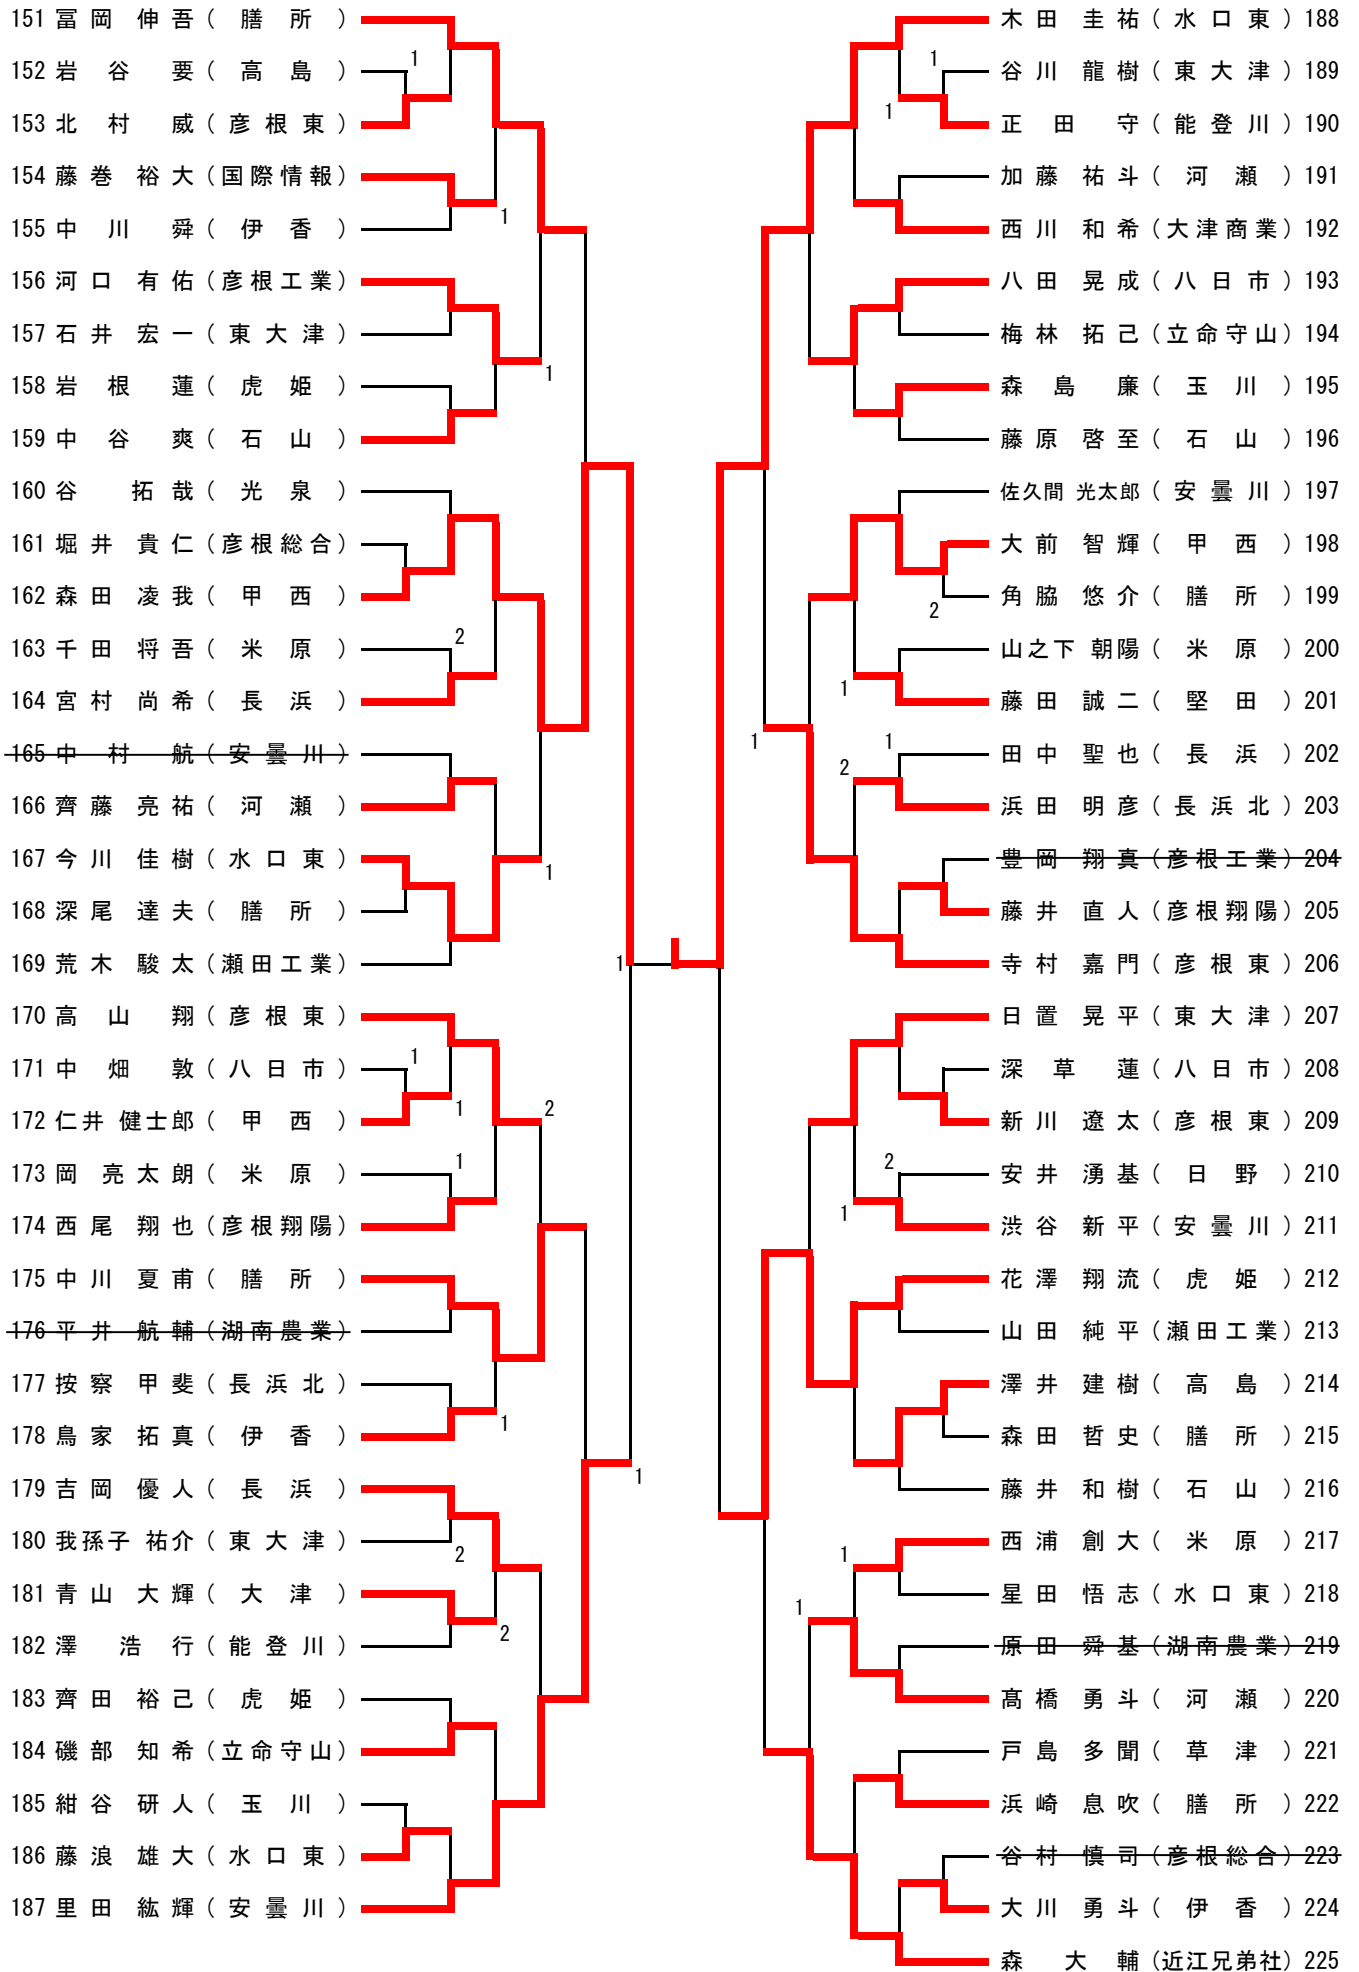 151 冨岡 伸吾 (膳所)
152 岩谷 要 (高島)
153 北村 威 (彦根東)
154 藤巻 裕大 (国際情報)
155 中川 舜 (伊香)
156 河口 有佑 (彦根工業)
157 石井 宏一 (東大津)
158 岩根 蓮 (虎姫)
159 中谷 爽 (石山)
160 谷 拓哉 (光泉)
161 堀井 貴仁 (彦根総合)
162 森田 凌我 (甲西)
163 千田 将吾 (米原)
164 宮村 尚希 (長浜)
165 中村 航 (安曇川)
166 齊藤 亮祐 (河瀬)
167 今川 佳樹 (水口東)
168 深尾 達夫 (膳所)
169 荒木 駿太 (瀬田工業)
170 高山 翔 (彦根東)
171 中畑 敦 (八日市)
172 仁井 健士郎 (甲西)
173 岡 亮太朗 (米原)
174 西尾 翔也 (彦根翔陽)
175 中川 夏甫 (膳所)
176 平井 航輔 (湖南農業)
177 按察 甲斐 (長浜北)
178 鳥家 拓真 (伊香)
179 吉岡 優人 (長浜)
180 我孫子 祐介 (東大津)
181 青山 大輝 (大津)
182 澤 浩行 (能登川)
183 齊田 裕己 (虎姫)
184 磯部 知希 (立命守山)
185 紺谷 研人 (玉川)
186 藤浪 雄大 (水口東)
187 里田 紘輝 (安曇川)
1
1
1
2
1
1
1
2
1
1
2
2
1
1
木田 圭祐 (水口東) 188
谷川 龍樹 (東大津) 189
正田 守 (能登川) 190
加藤 祐斗 (河瀬) 191
西川 和希 (大津商業) 192
八田 晃成 (八日市) 193
梅林 拓己 (立命守山) 194
森島 廉 (玉川) 195
藤原 啓至 (石山) 196
佐久間 光太郎 (安曇川) 197
大前 智輝 (甲西) 198
角脇 悠介 (膳所) 199
山之下 朝陽 (米原) 200
藤田 誠二 (堅田) 201
田中 聖也 (長浜) 202
浜田 明彦 (長浜北) 203
豊岡 翔真 (彦根工業) 204
藤井 直人 (彦根翔陽) 205
寺村 嘉門 (彦根東) 206
日置 晃平 (東大津) 207
深草 蓮 (八日市) 208
新川 遼太 (彦根東) 209
安井 湧基 (日野) 210
渋谷 新平 (安曇川) 211
花澤 翔流 (虎姫) 212
山田 純平 (瀬田工業) 213
澤井 建樹 (高島) 214
森田 哲史 (膳所) 215
藤井 和樹 (石山) 216
西浦 創大 (米原) 217
星田 悟志 (水口東) 218
原田 舜基 (湖南農業) 219
髙橋 勇斗 (河瀬) 220
戸島 多聞 (草津) 221
浜崎 息吹 (膳所) 222
谷村 慎司 (彦根総合) 223
大川 勇斗 (伊香) 224
森 大輔 (近江兄弟社) 225
1
1
2
1
1
1
2
2
1
1
1